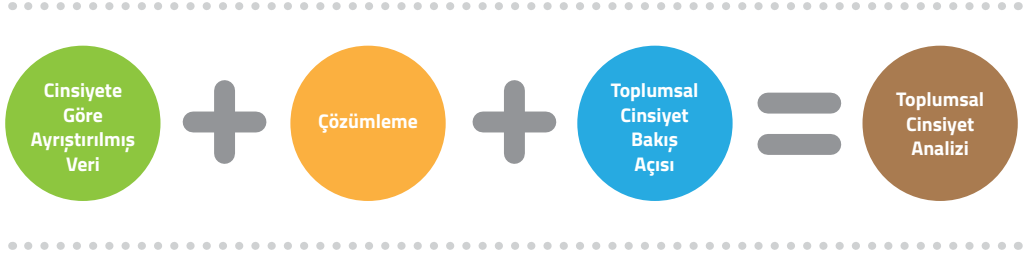 Cinsiyete
Göre
Ayrıştırılmış
Veri
Çözümleme
Toplumsal
Cinsiyet
Bakış
Açısı
Toplumsal
Cinsiyet
Analizi